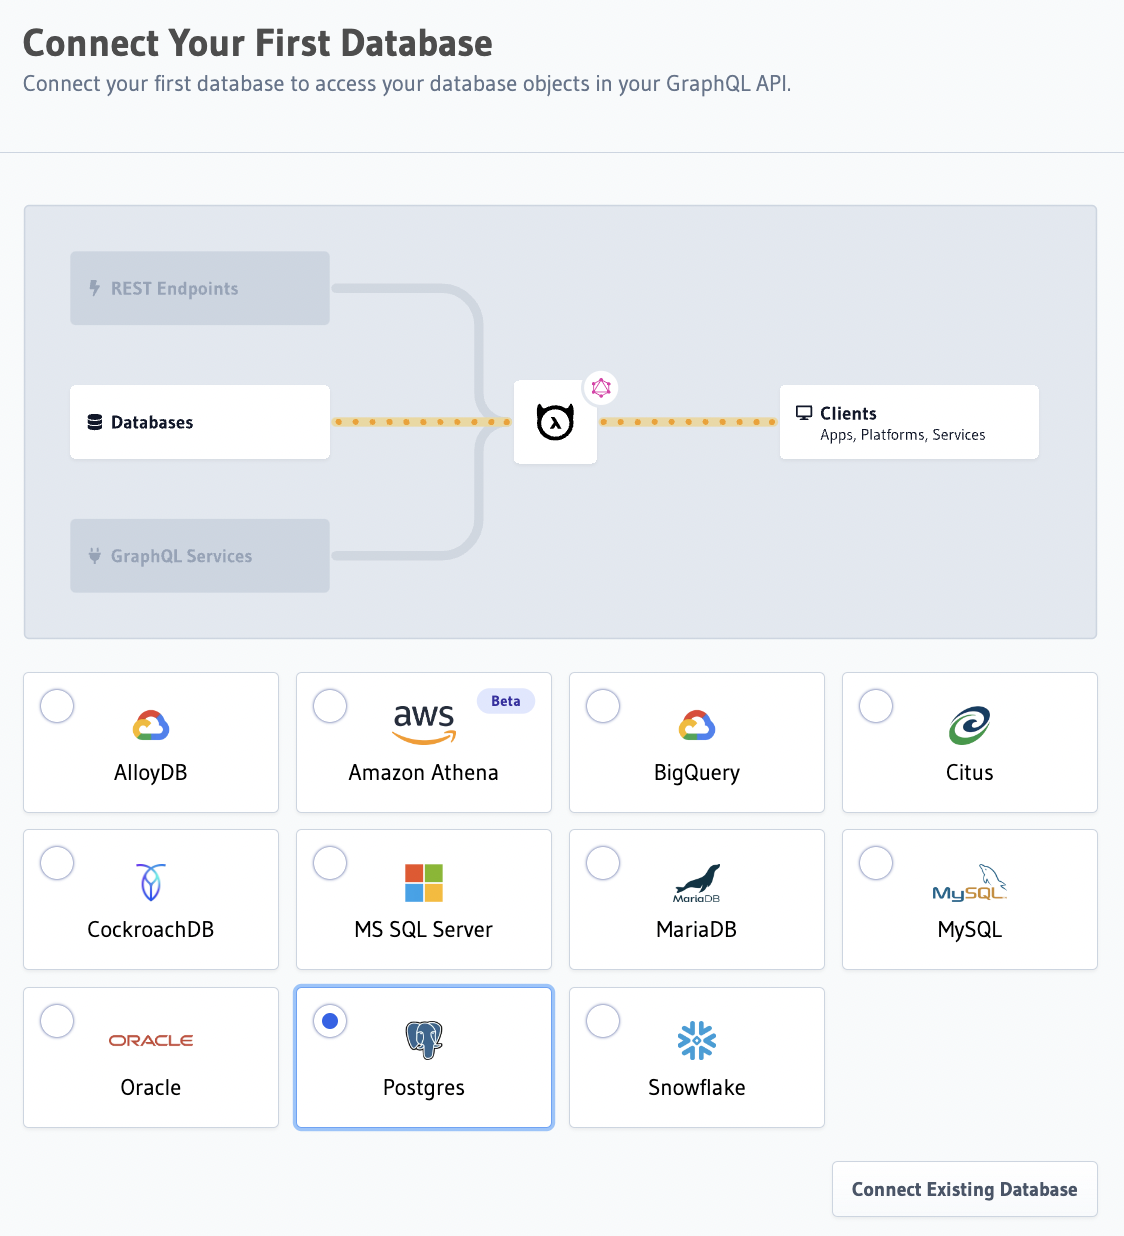 Connect Your First Database
Connect your first database to access your database objects in your GraphQL API.
REST Endpoints
Databases
Clients
Apps, Platforms, Services
GraphQL Services
AlloyDB
aws
Beta
Amazon Athena
BigQuery
Citus
CockroachDB
MS SQL Server
MariaDB
MariaDB
MySQL
MySQL
ORACLE
Oracle
Postgres
Snowflake
Connect Existing Database